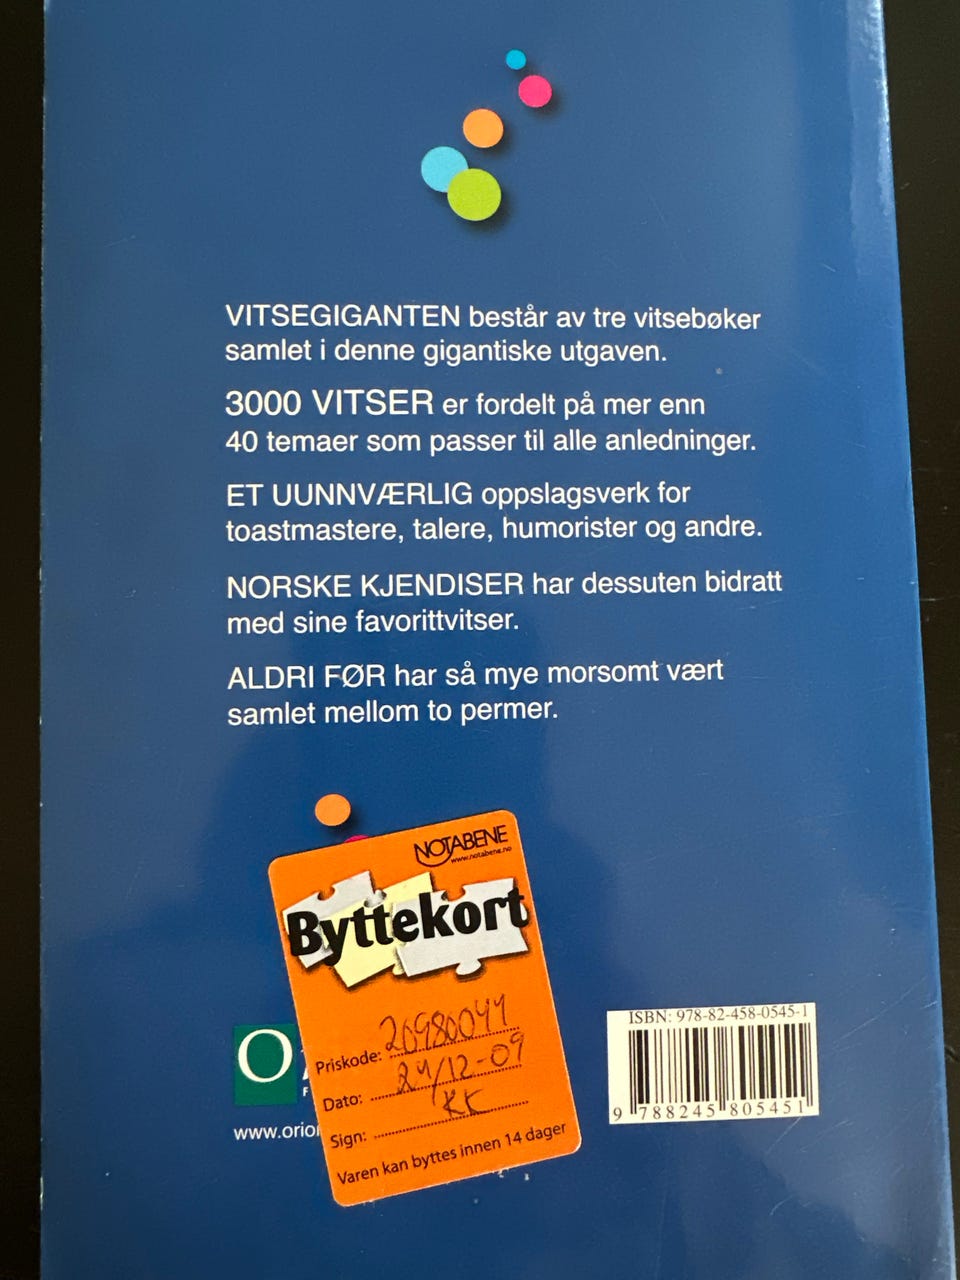 VITSEGIGANTEN består av tre vitsebøker
samlet i denne gigantiske utgaven.
3000 VITSER er fordelt på mer enn
40 temaer som passer til alle anledninger.
ET UUNNVÆRLIG oppslagsverk for
toastmastere, talere, humorister og andre.
NORSKE KJENDISER har dessuten bidratt
med sine favorittvitser.
ALDRI FØR har så mye morsomt vært
samlet mellom to permer.
NOTABENE
www.notabene.no
Byttekort
Priskode:
Dato: 24/12-09
Sign: KK
Varen kan byttes innen 14 dager
O
www.orio
ISBN: 978-82-458-0545-1
9 788245 805451